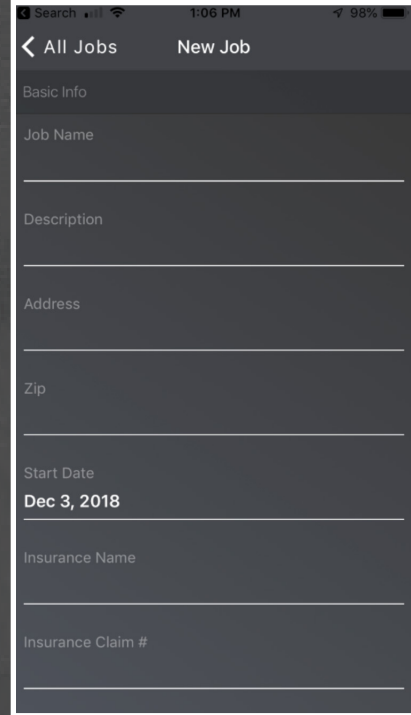 Search 1:06 PM 98%
All Jobs New Job
Basic Info
Job Name
Description
Address
Zip
Start Date
Dec 3, 2018
Insurance Name
Insurance Claim #